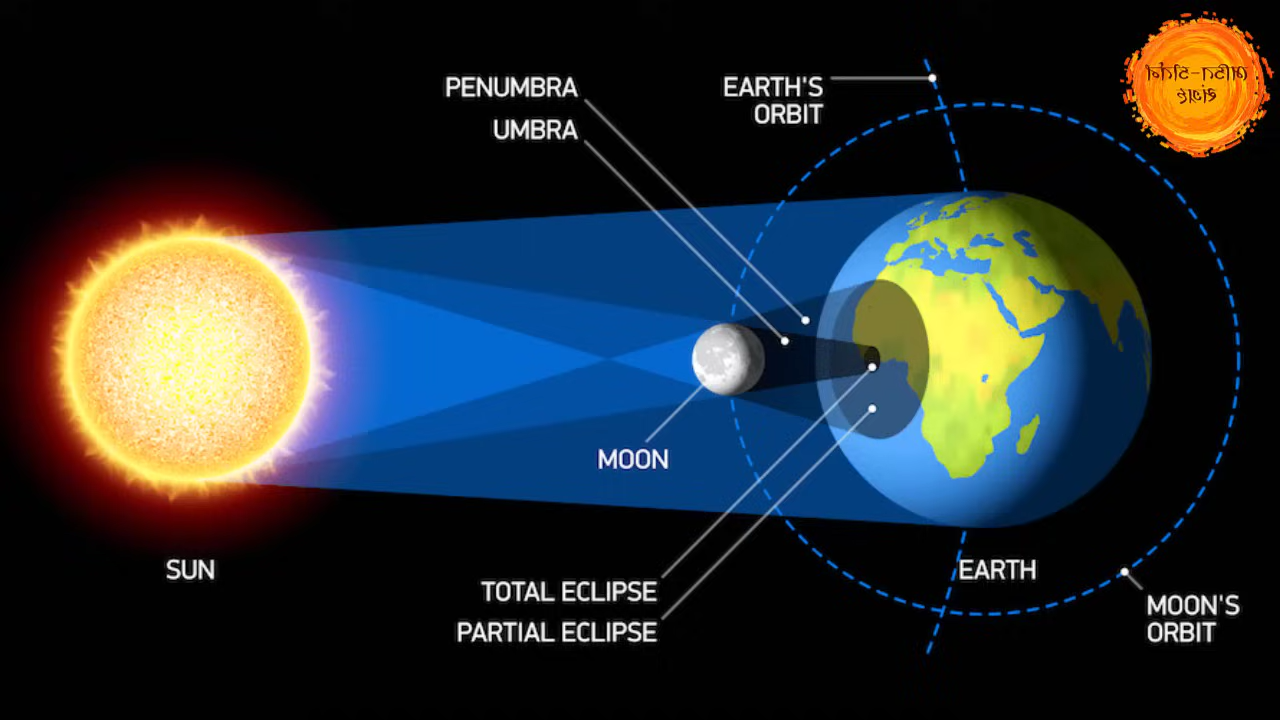 PENUMBRA
UMBRA
EARTH'S
ORBIT
MOON
SUN
TOTAL ECLIPSE
PARTIAL ECLIPSE
EARTH
MOON'S
ORBIT